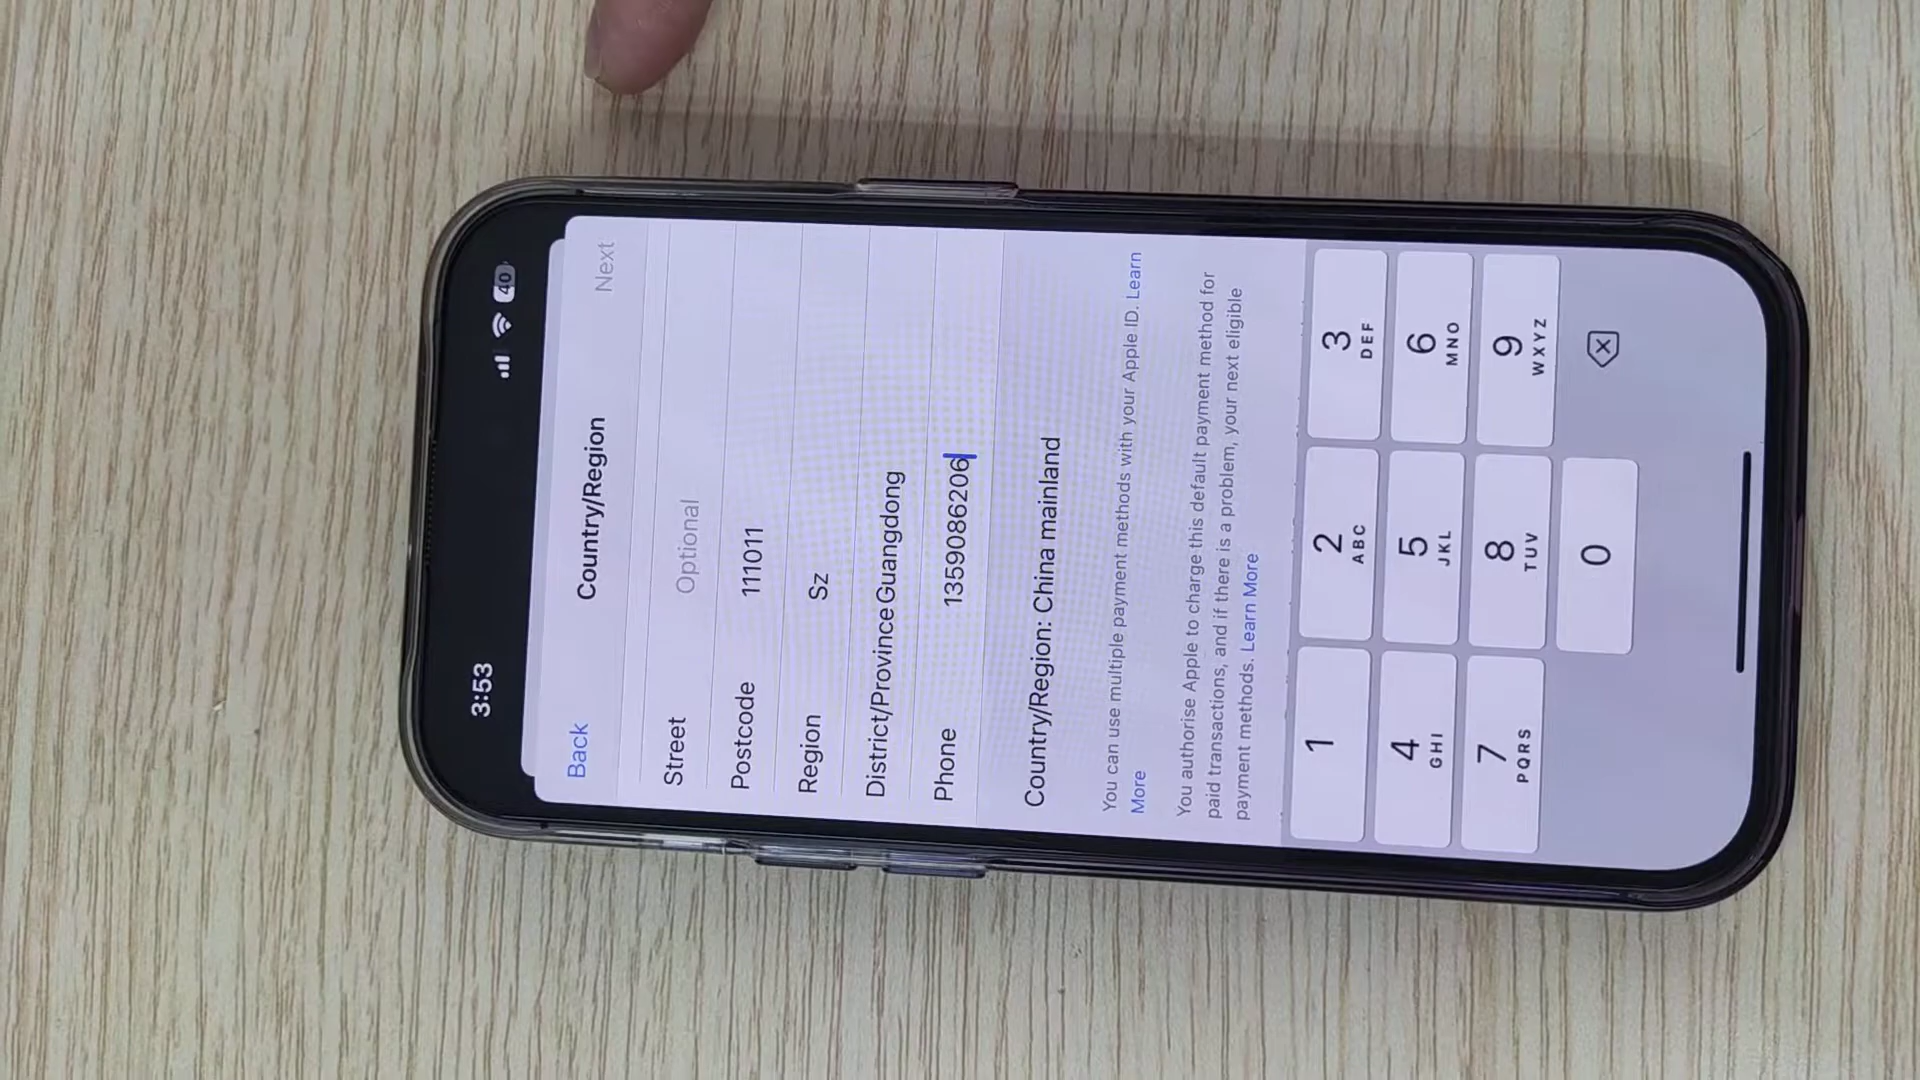 3:53
40
Back Country/Region Next
Street Optional
Postcode 111011
Region Sz
District/Province Guangdong
Phone 1359086206
Country/Region: China mainland
You can use multiple payment methods with your Apple ID. Learn
More
You authorise Apple to charge this default payment method for
paid transactions, and if there is a problem, your next eligible
payment methods. Learn More
1 2 ABC 3 DEF
4 GHI 5 JKL 6 MNO
7 PQRS 8 TUV 9 WXYZ
0